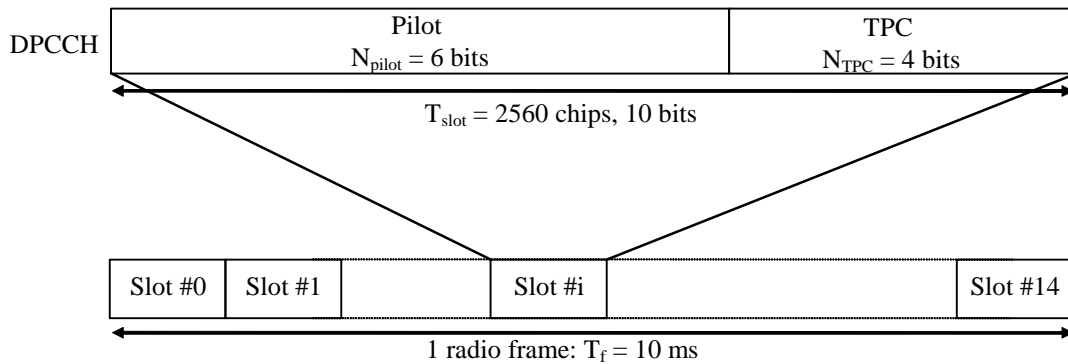 DPCCH
Pilot
N_pilot = 6 bits
TPC
N_TPC = 4 bits
T_slot = 2560 chips, 10 bits
Slot #0
Slot #1
Slot #i
Slot #14
1 radio frame: T_f = 10 ms